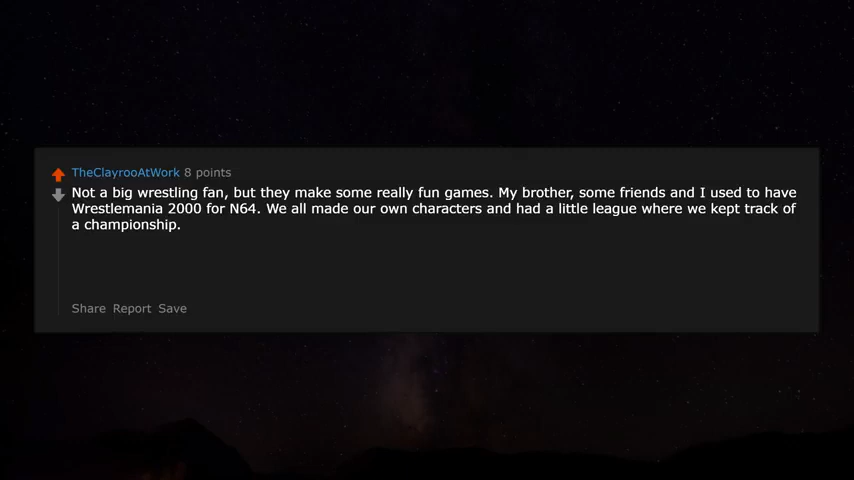 TheClayrooAtWork 8 points
Not a big wrestling fan, but they make some really fun games. My brother, some friends and I used to have
Wrestlemania 2000 for N64. We all made our own characters and had a little league where we kept track of
a championship.
Share Report Save